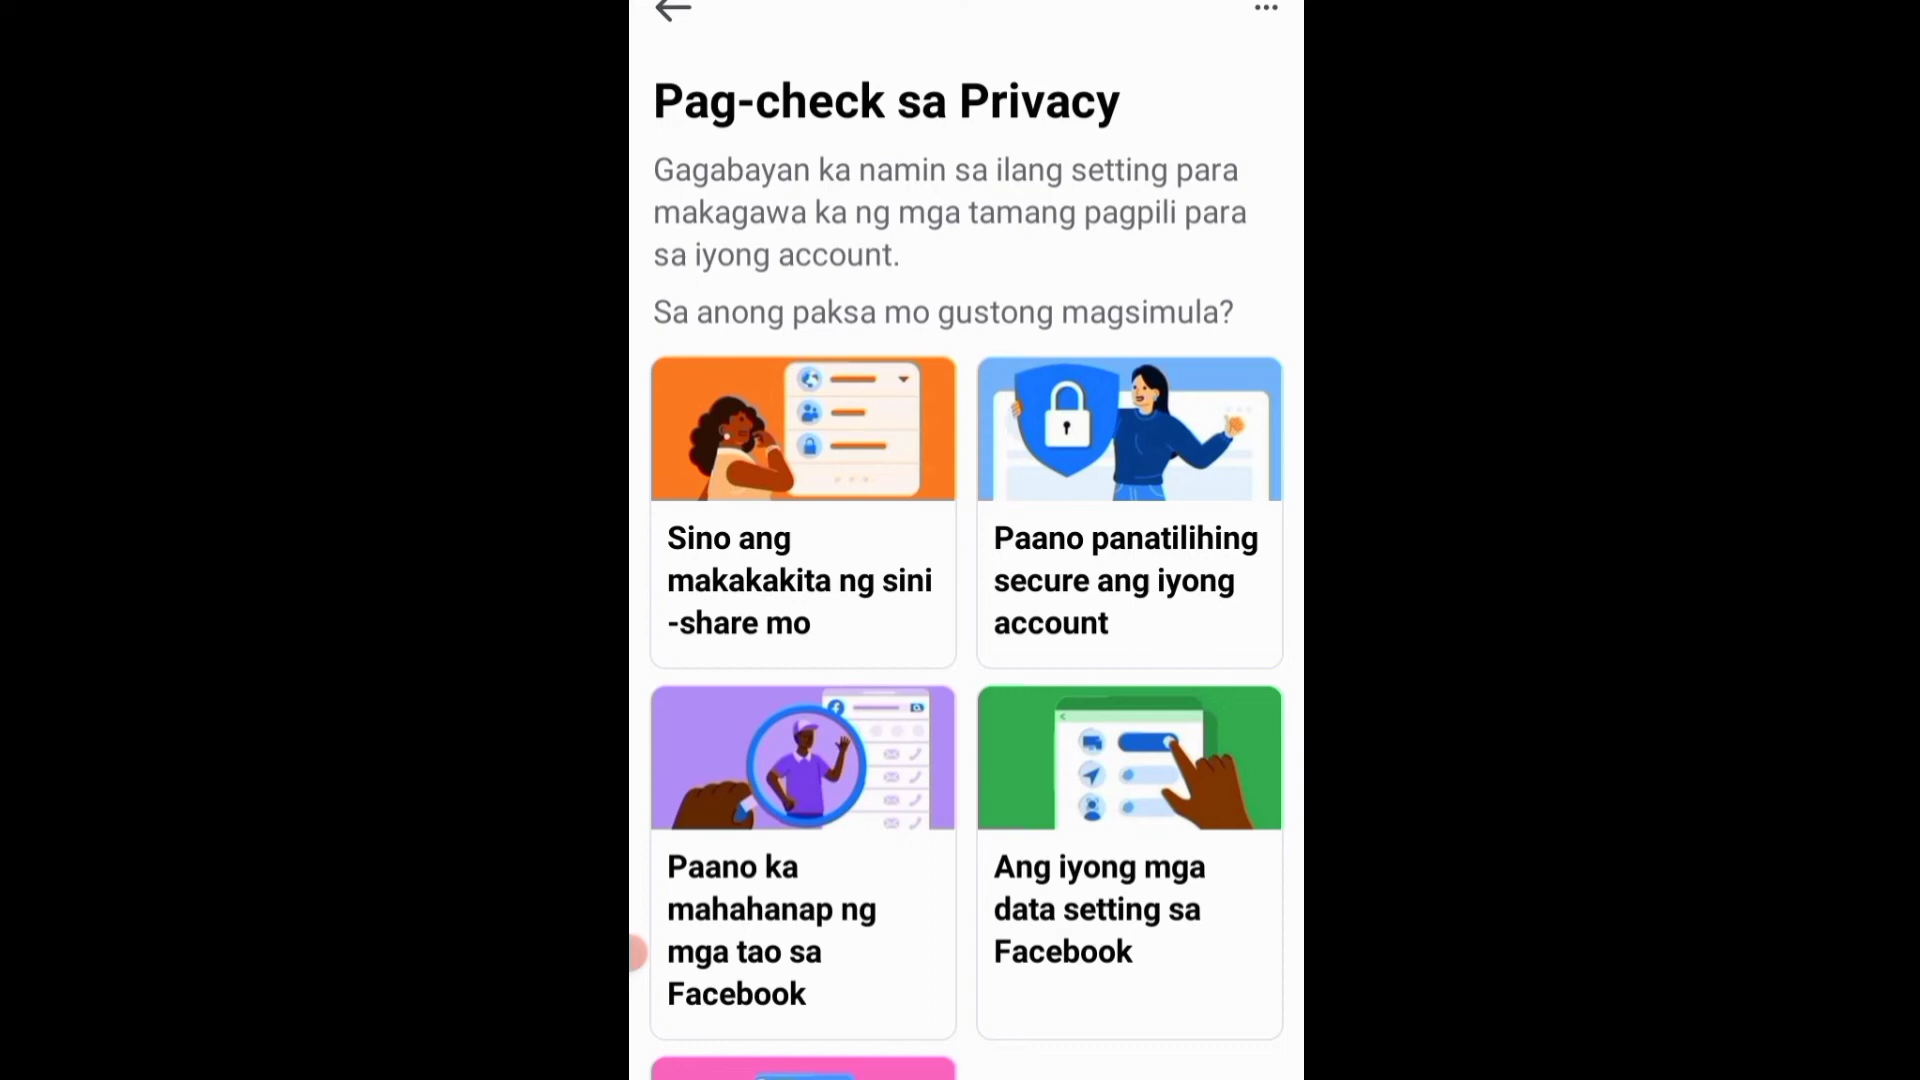 Pag-check sa Privacy
Gagabayan ka namin sa ilang setting para
makagawa ka ng mga tamang pagpili para
sa iyong account.
Sa anong paksa mo gustong magsimula?
Sino ang
makakakita ng sini
-share mo
Paano panatilihing
secure ang iyong
account
Paano ka
mahahanap ng
mga tao sa
Facebook
Ang iyong mga
data setting sa
Facebook